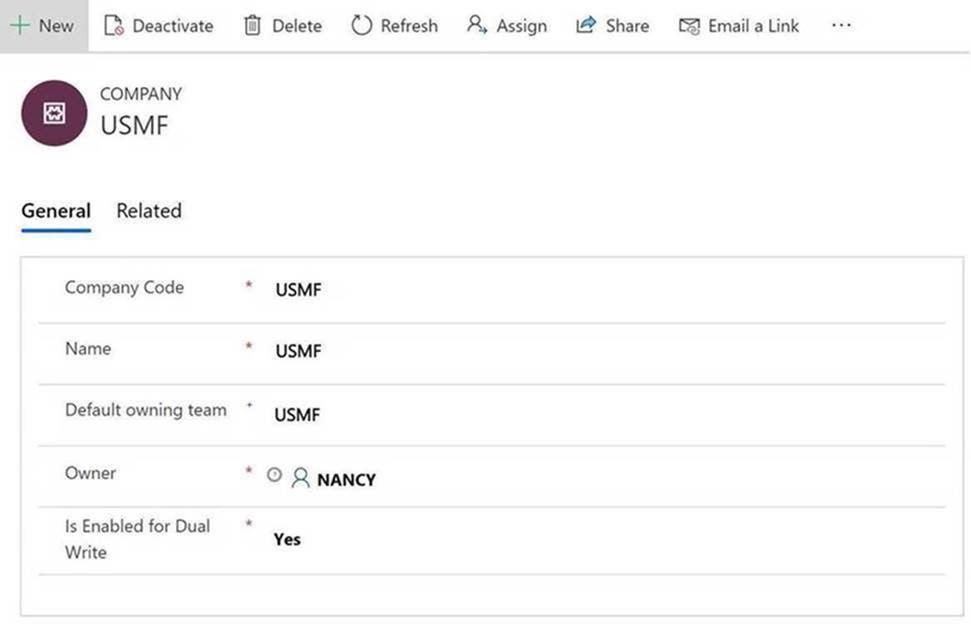 New Deactivate Delete Refresh Assign Share Email a Link ...
COMPANY
USMF
General Related
Company Code * USMF
Name * USMF
Default owning team + USMF
Owner * NANCY
Is Enabled for Dual
Write * Yes